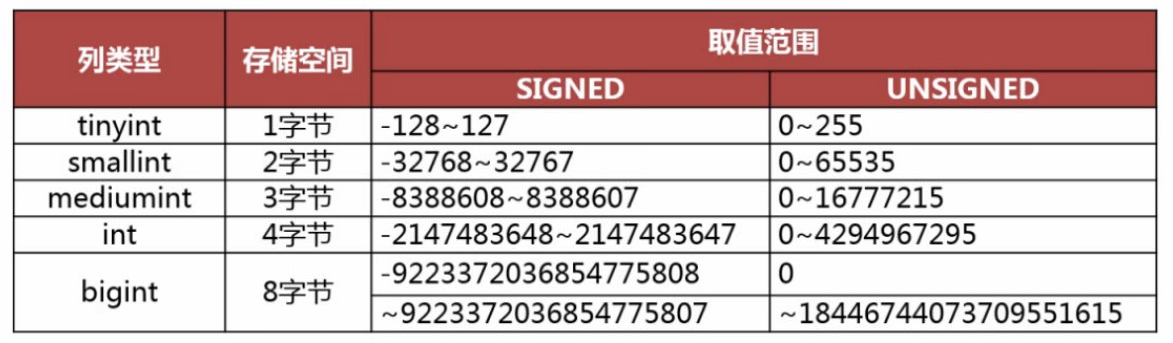 列类型 存储空间 取值范围
SIGNED UNSIGNED
tinyint 1字节 -128~127 0~255
smallint 2字节 -32768~32767 0~65535
mediumint 3字节 -8388608~8388607 0~16777215
int 4字节 -2147483648~2147483647 0~4294967295
bigint 8字节 -9223372036854775808 0
~9223372036854775807 ~18446744073709551615